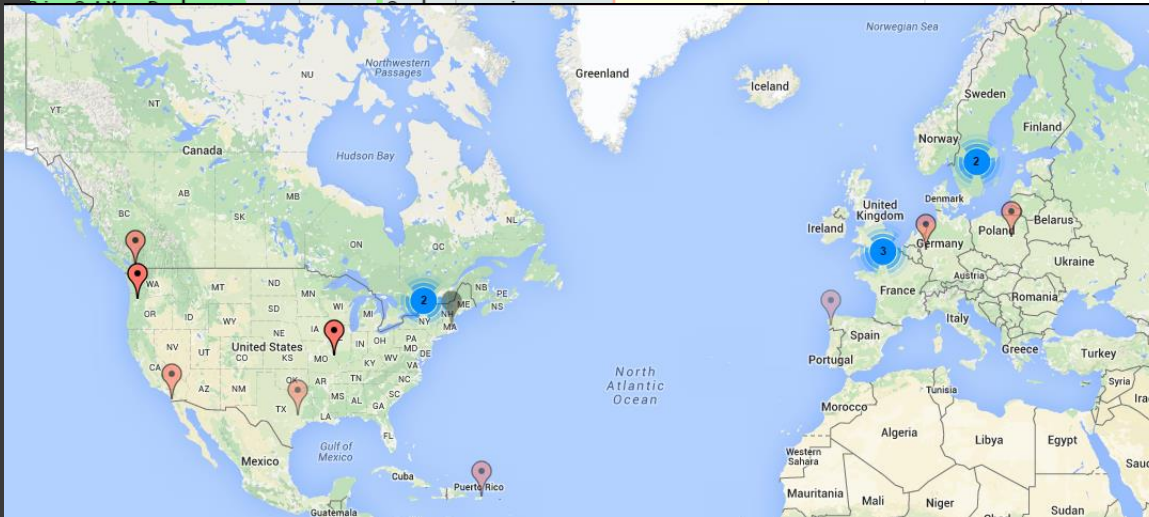 Norwegian Sea
Greenland
Iceland
Northwestern
Passages
NU
YT
NT
Sweden
Norway
Finland
Canada
Hudson Bay
2
AB
MB
BC
SK
ON
QC
NL
United
Kingdom
Denmark
Ireland
Poland
Belarus
Germany
3
Ukraine
Austria
France
Romania
WA
MT
ND
MN
NB
PE
ME
NS
2
OR
ID
SD
WI
MI
NY
NH
MA
WY
IA
NE
Italy
Spain
Portugal
Greece
Turkey
United States
NV
UT
CO
KS
MO
IN
OH
PA
MD
DE
KY
WV
VA
CA
AZ
NM
OK
AR
TN
NC
SC
MS
AL
GA
TX
LA
FL
North
Atlantic
Ocean
Tunisia
Syria
Morocco
Algeria
Libya
Egypt
Western
Sahara
Gulf of
Mexico
Mexico
Cuba
Puerto Rico
Guatemala
Mauritania
Mali
Niger
Sudan